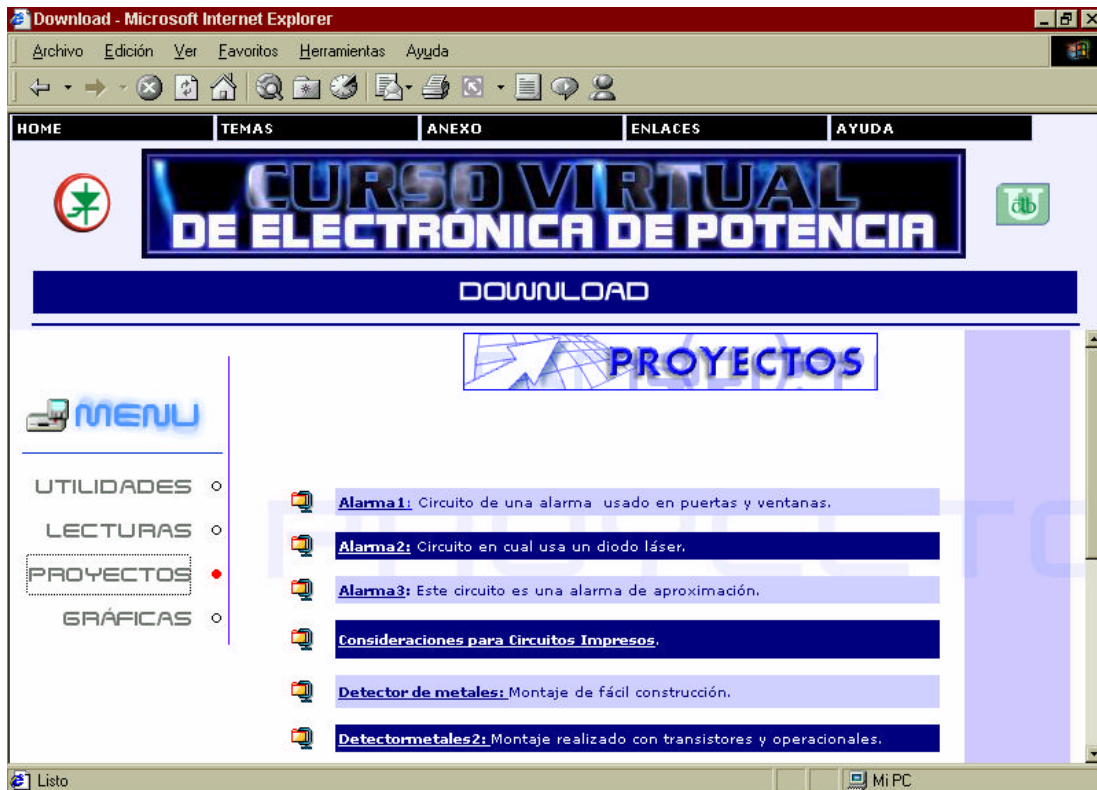 Download - Microsoft Internet Explorer
Archivo Edición Ver Favoritos Herramientas Ayuda
HOME TEMAS ANEXO ENLACES AYUDA
CURSO VIRTUAL
DE ELECTRÓNICA DE POTENCIA
DOWNLOAD
PROYECTOS
MENU
UTILIDADES
LECTURAS
PROYECTOS
GRÁFICAS
Alarma1: Circuito de una alarma usado en puertas y ventanas.
Alarma2: Circuito en cual usa un diodo láser.
Alarma3: Este circuito es una alarma de aproximación.
Consideraciones para Circuitos Impresos.
Detector de metales: Montaje de fácil construcción.
Detectormetales2: Montaje realizado con transistores y operacionales.
Listo
Mi PC